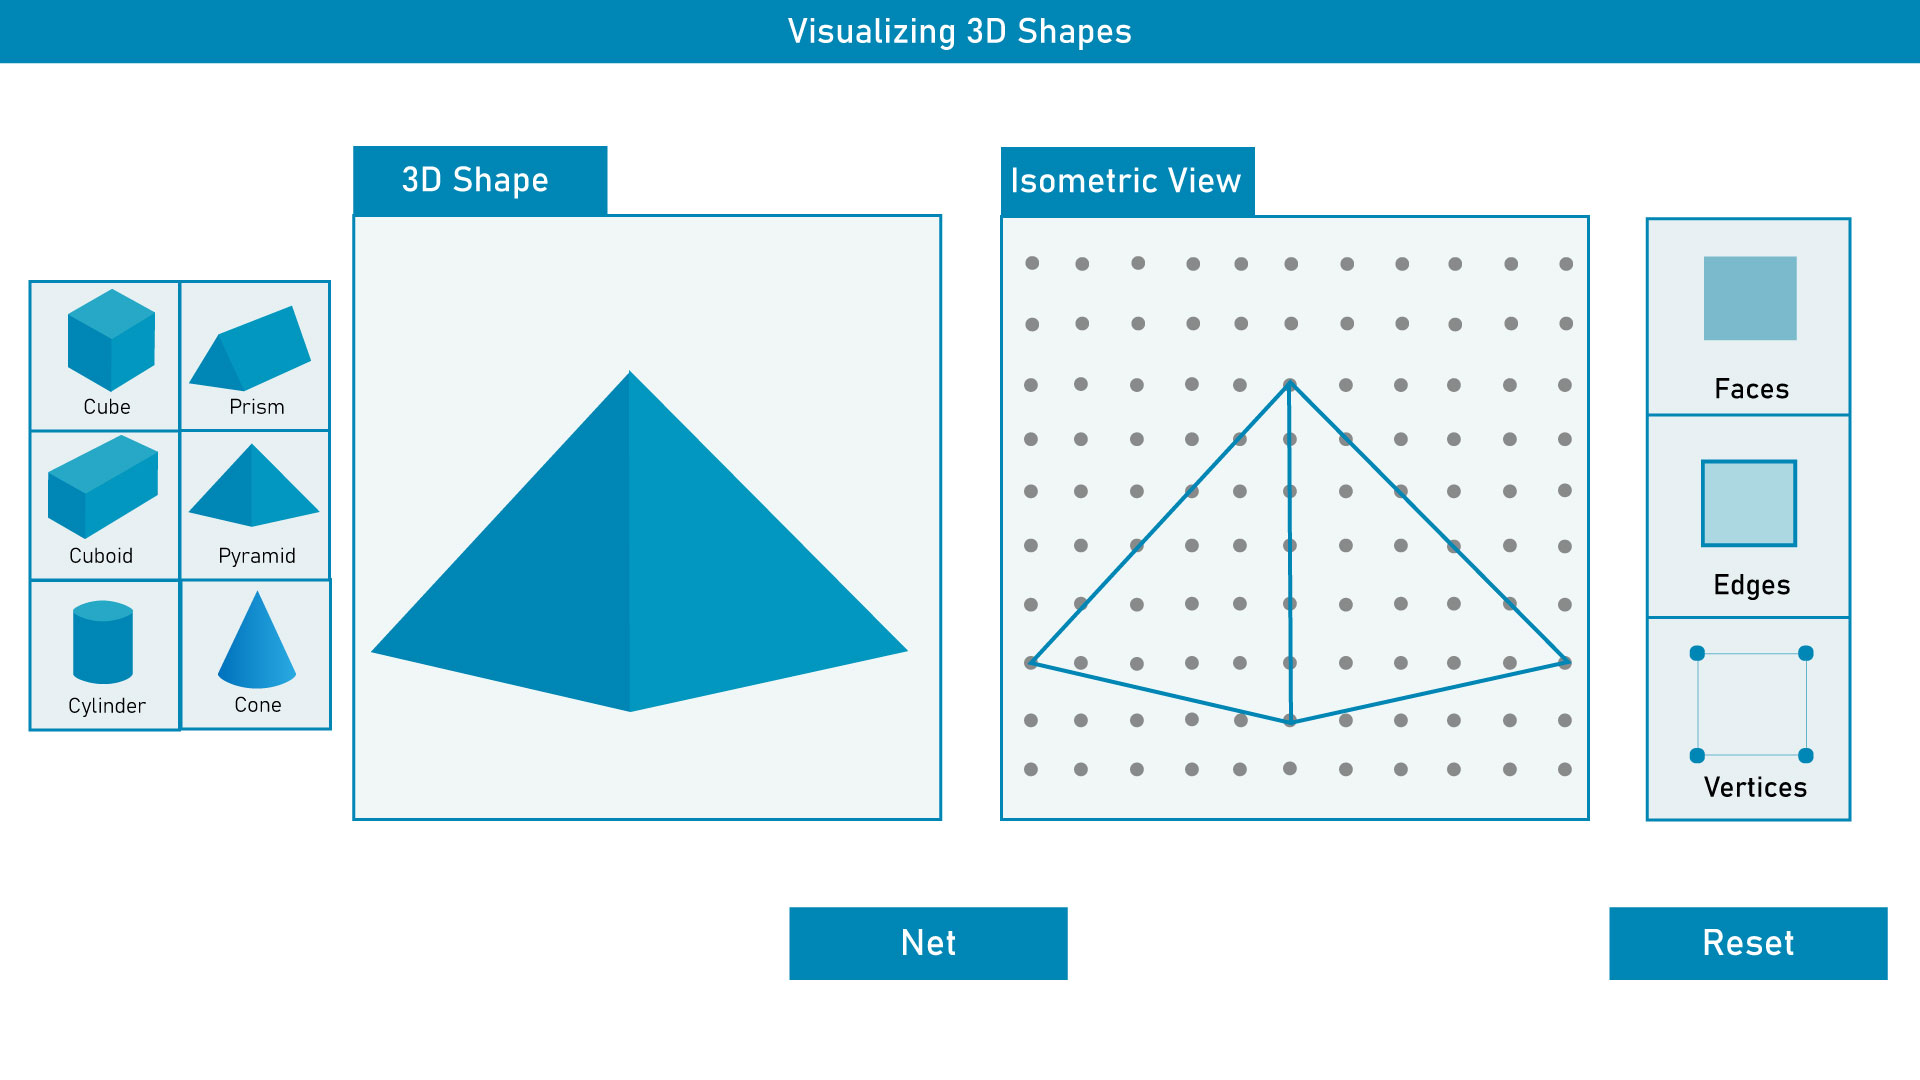 Visualizing 3D Shapes
3D Shape
Isometric View
Cube
Prism
Cuboid
Pyramid
Cylinder
Cone
Faces
Edges
Vertices
Net
Reset